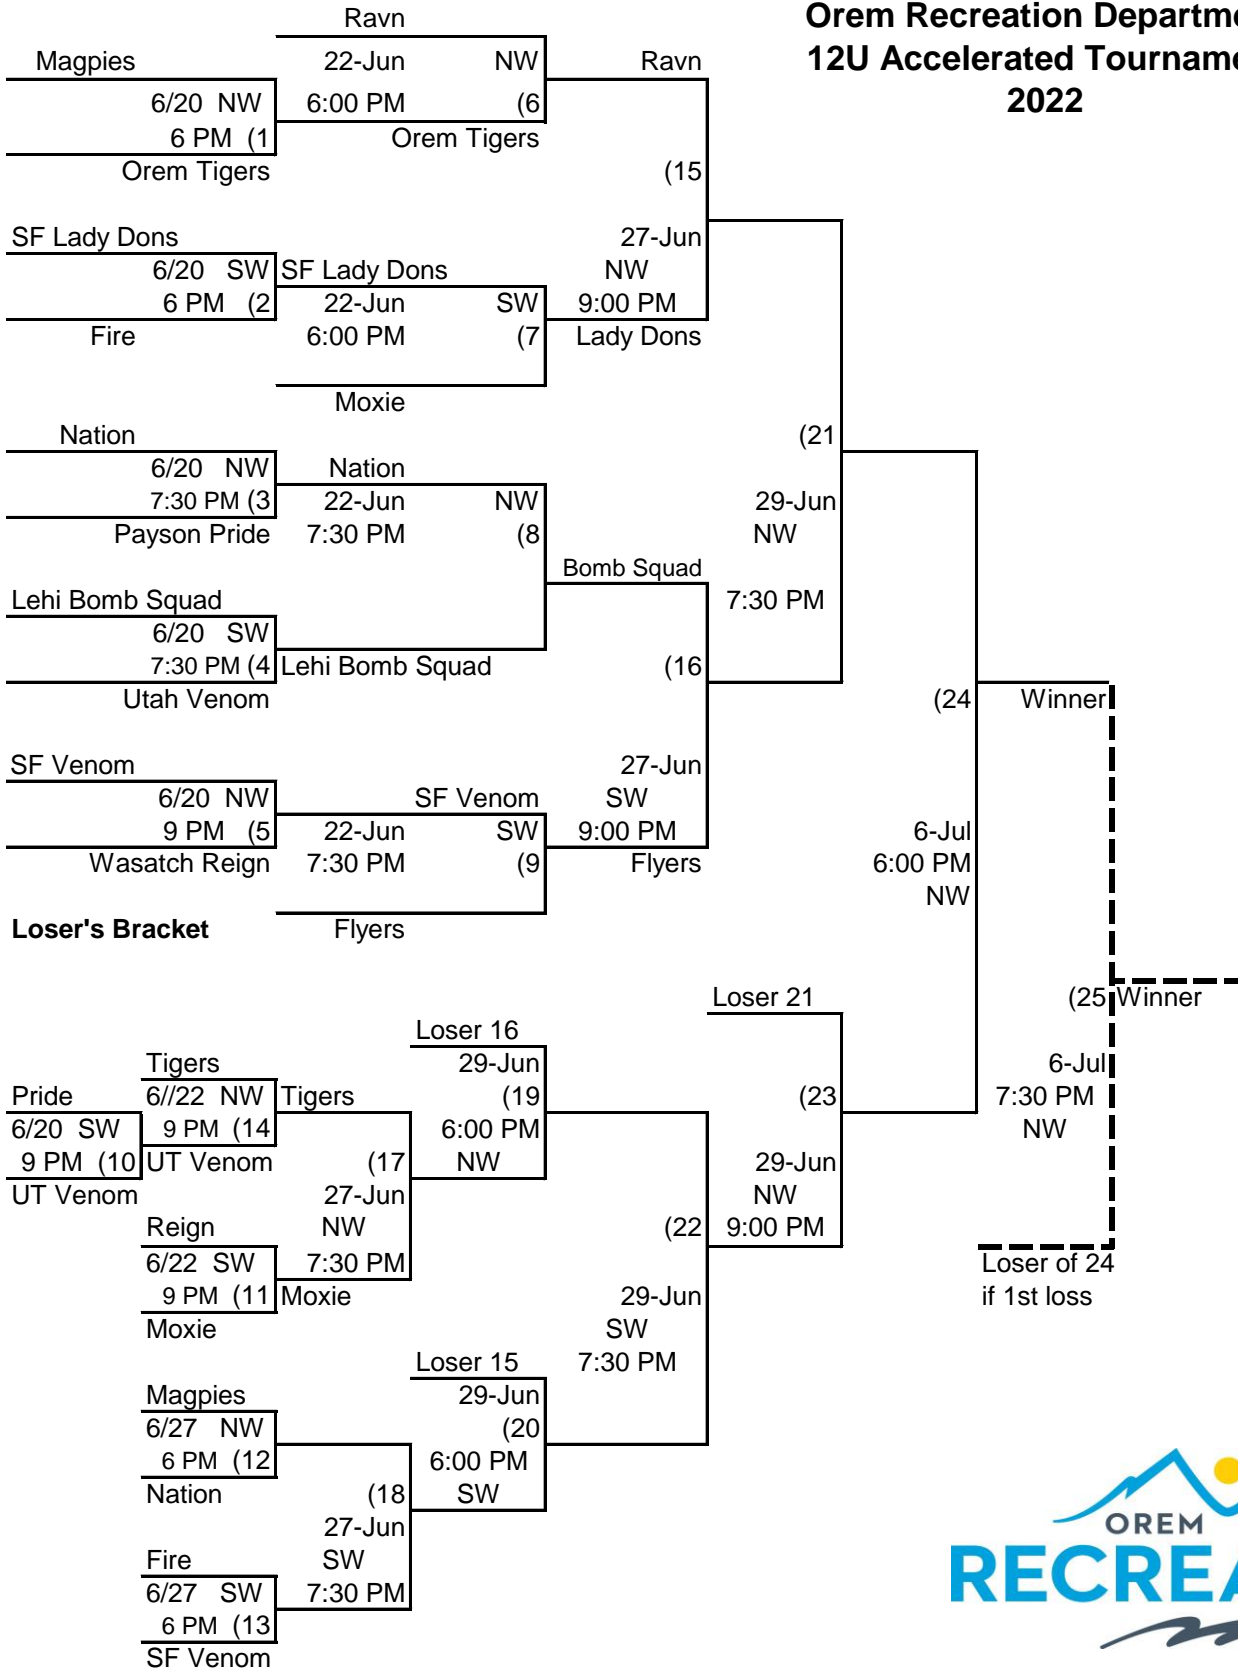 Ravn
Orem Recreation Departme
Magpies 22-Jun NW Ravn 12U Accelerated Tourname
6/20 NW 6:00 PM (6 2022
6 PM (1 Orem Tigers
Orem Tigers (15
SF Lady Dons 27-Jun
6/20 SW SF Lady Dons NW
6 PM (2 22-Jun SW 9:00 PM
Fire 6:00 PM (7 Lady Dons
Moxie
Nation (21
6/20 NW Nation
7:30 PM (3 22-Jun NW 29-Jun
Payson Pride 7:30 PM (8 NW
Bomb Squad
Lehi Bomb Squad 7:30 PM
6/20 SW
7:30 PM (4 Lehi Bomb Squad (16
Utah Venom (24 Winner
SF Venom 27-Jun
6/20 NW SF Venom SW
9 PM (5 22-Jun SW 9:00 PM 6-Jul
Wasatch Reign 7:30 PM (9 Flyers 6:00 PM
NW
Loser's Bracket Flyers
Loser 21 (25 Winner
Loser 16
Tigers 29-Jun 6-Jul
Pride 6//22 NW Tigers (19 (23 7:30 PM
6/20 SW 9 PM (14 6:00 PM NW
9 PM (10 UT Venom (17 NW 29-Jun
UT Venom 27-Jun NW
Reign NW (22 9:00 PM
6/22 SW 7:30 PM Loser of 24
9 PM (11 Moxie 29-Jun if 1st loss
Moxie SW
Loser 15 7:30 PM
Magpies 29-Jun
6/27 NW (20
6 PM (12 6:00 PM
Nation (18 SW
27-Jun OREM
Fire SW RECREA
6/27 SW 7:30 PM
6 PM (13
SF Venom